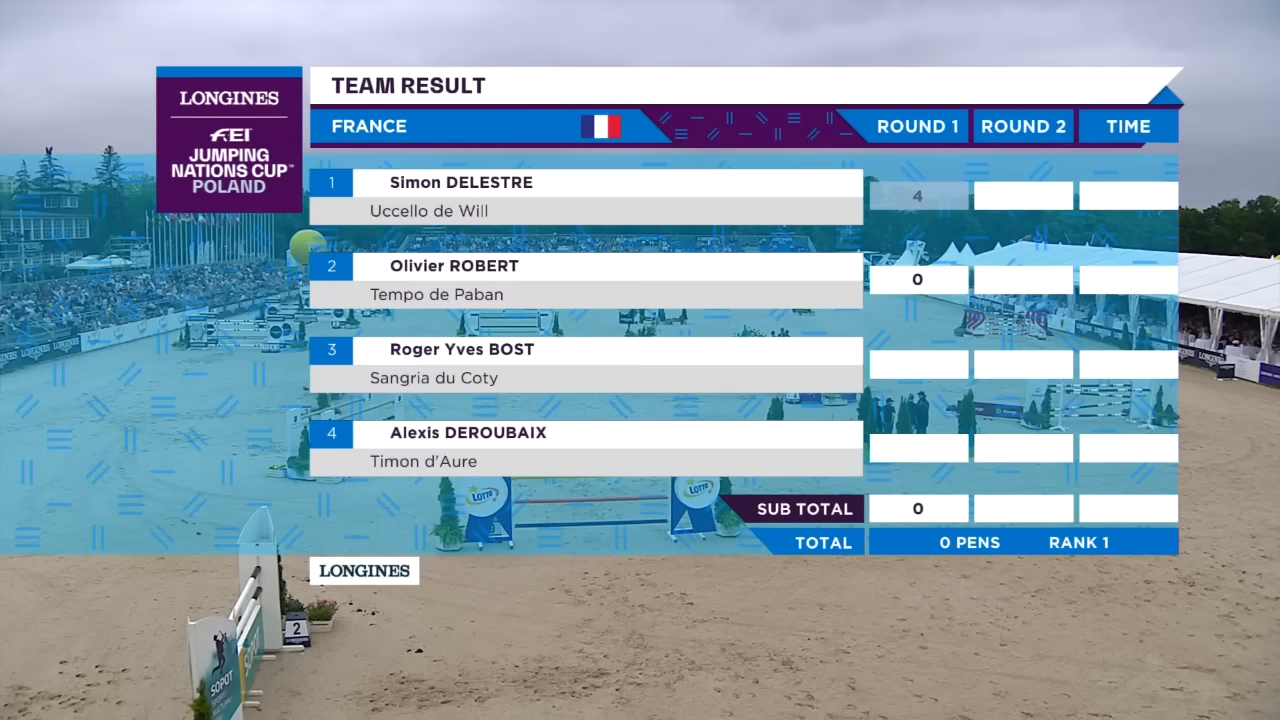 TEAM RESULT
LONGINES
FEI
JUMPING
NATIONS CUP™
POLAND
FRANCE
ROUND 1
ROUND 2
TIME
1
Simon DELESTRE
4
Uccello de Will
2
Olivier ROBERT
0
Tempo de Paban
3
Roger Yves BOST
Sangria du Coty
4
Alexis DEROUBAIX
Timon d'Aure
LOTTO
LOTTO
SUB TOTAL
0
TOTAL
0 PENS
RANK 1
LONGINES
2
SOPOT